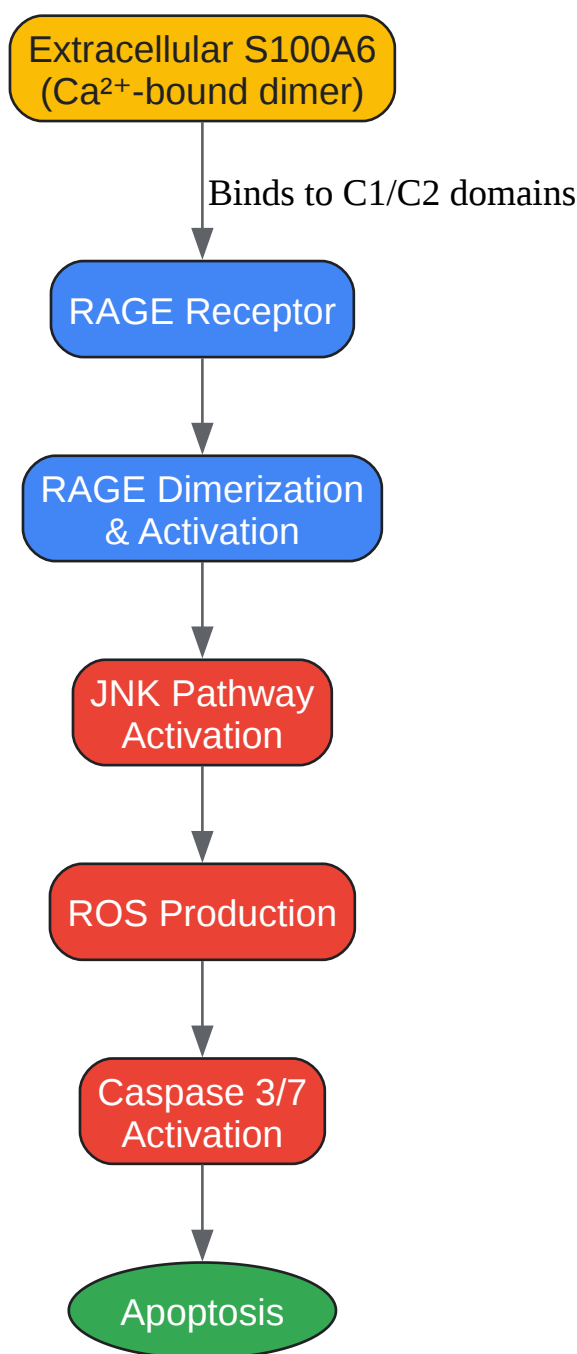 Extracellular S100A6
(Ca²⁺-bound dimer)
Binds to C1/C2 domains
RAGE Receptor
RAGE Dimerization
& Activation
JNK Pathway
Activation
ROS Production
Caspase 3/7
Activation
Apoptosis